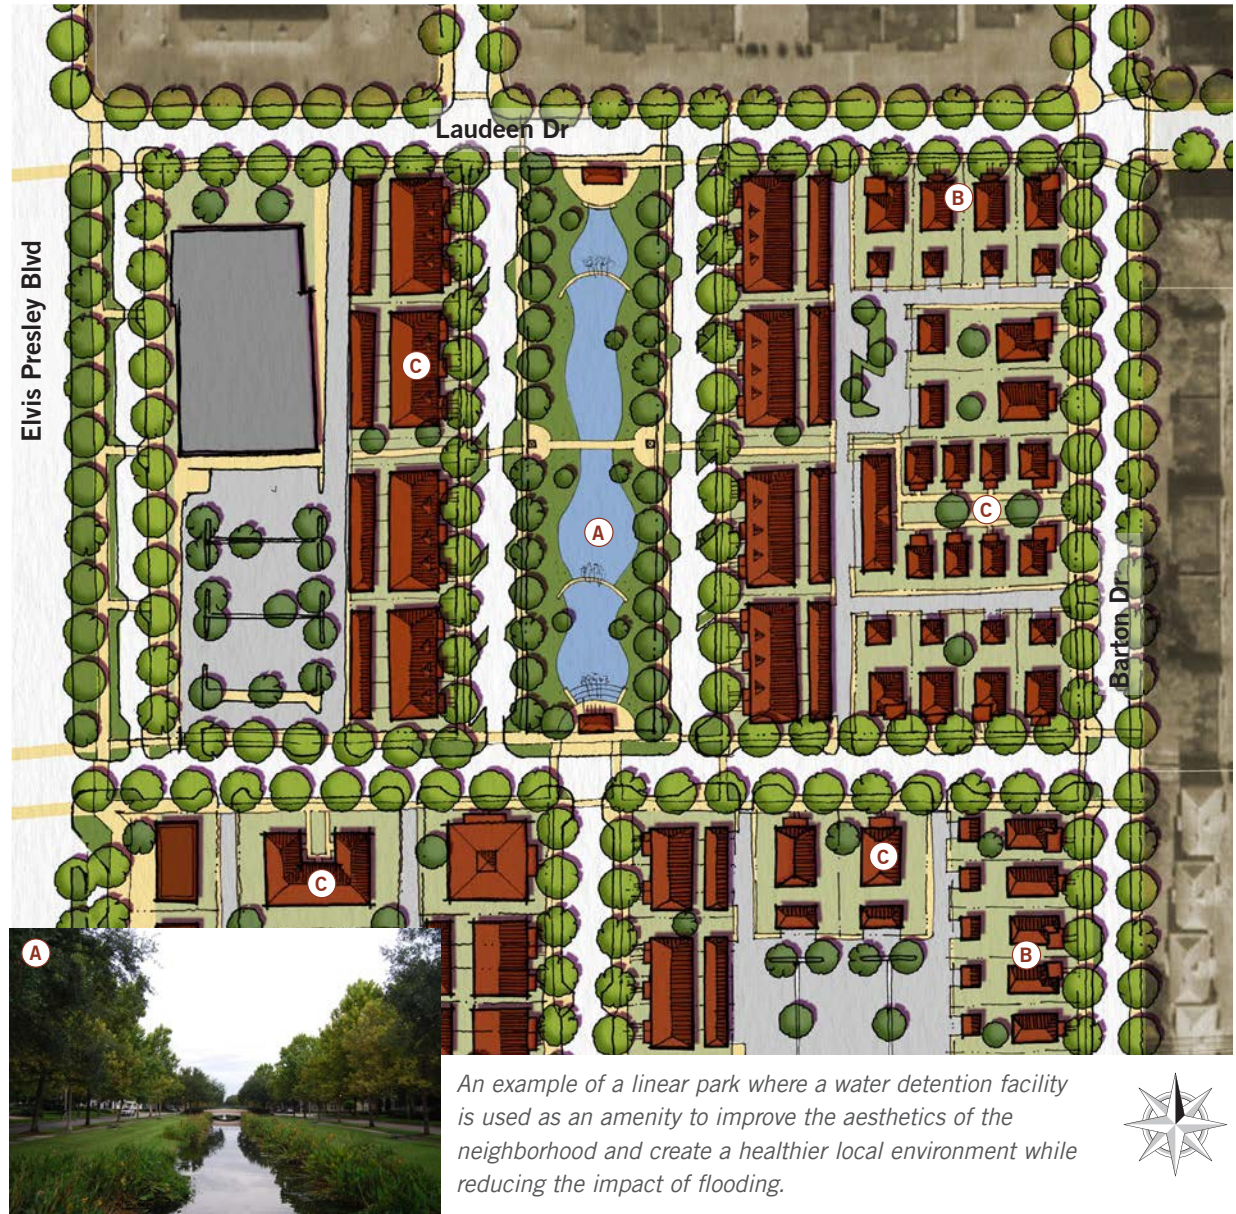 Laudeen Dr
B
Elvis Presley Blvd
C
C
A
Barton Dr
C
C
B
A
An example of a linear park where a water detention facility
is used as an amenity to improve the aesthetics of the
neighborhood and create a healthier local environment while
reducing the impact of flooding.